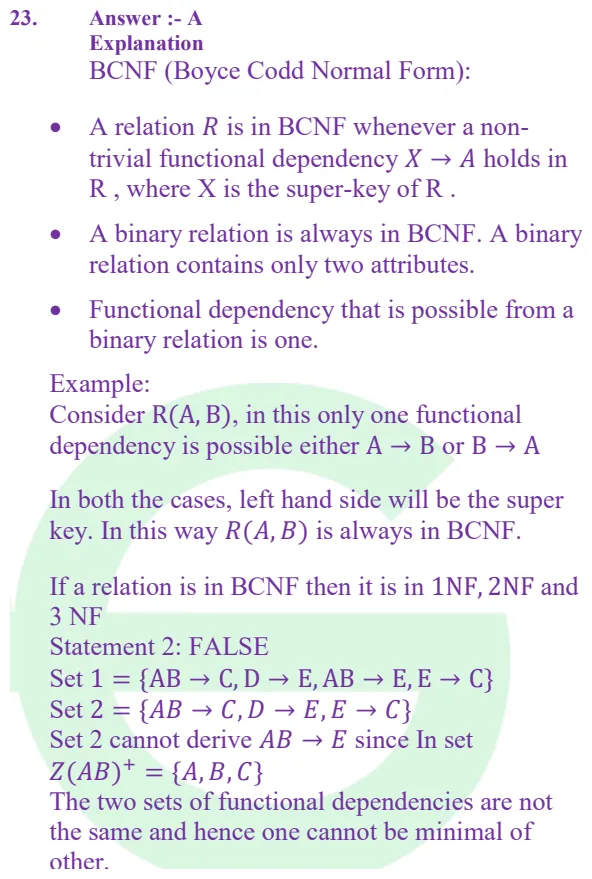 23. Answer :- A
Explanation
BCNF (Boyce Codd Normal Form):
• A relation R is in BCNF whenever a non-
trivial functional dependency X → A holds in
R , where X is the super-key of R .
• A binary relation is always in BCNF. A binary
relation contains only two attributes.
• Functional dependency that is possible from a
binary relation is one.
Example:
Consider R(A, B), in this only one functional
dependency is possible either A → B or B → A
In both the cases, left hand side will be the super
key. In this way R(A, B) is always in BCNF.
If a relation is in BCNF then it is in 1NF, 2NF and
3 NF
Statement 2: FALSE
Set 1 = {AB → C, D → E, AB → E, E → C}
Set 2 = {AB → C, D → E, E → C}
Set 2 cannot derive AB → E since In set
Z(AB)⁺ = {A, B, C}
The two sets of functional dependencies are not
the same and hence one cannot be minimal of
other.